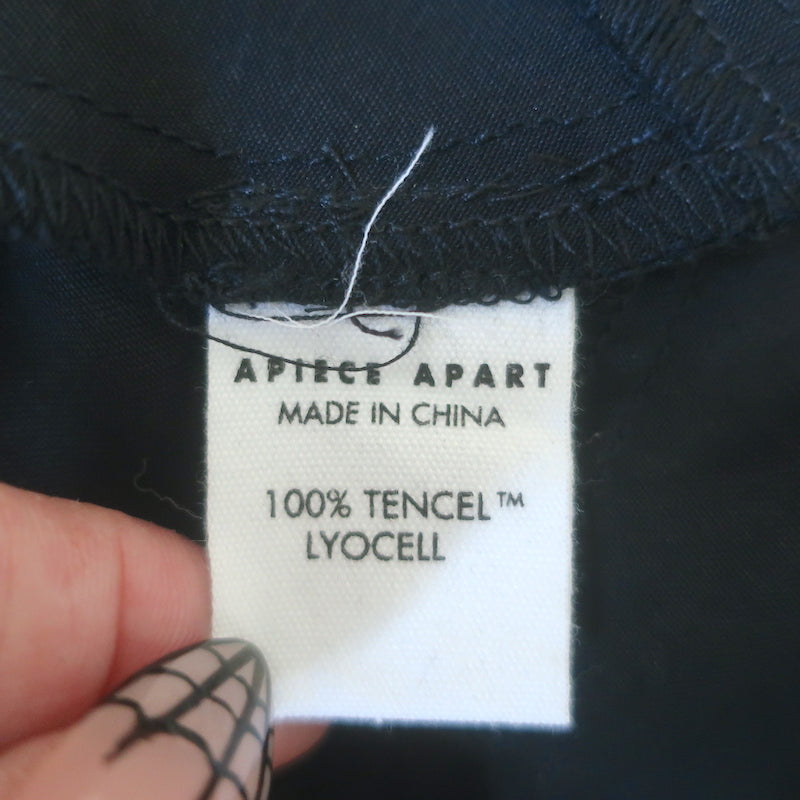 APIECE APART
MADE IN CHINA
100% TENCEL™
LYOCELL